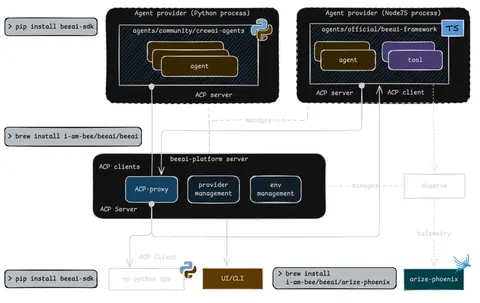 Agent provider (Python process)
Agent provider (NodeJS process)
> pip install beeai-sdk
agents/community/crewai-agents
agents/official/beeai-framework
TS
agent
agent
tool
ACP server
ACP server
ACP client
manages
> brew install i-am-bee/beeai/beeai
beeai-platform server
ACP clients
ACP-proxy
provider
management
env
management
manages
observe
ACP Server
telemetry
ACP Client
> pip install beeai-sdk
my python app
UI/CLI
> brew install
i-am-bee/beeai/arize-phoenix
arize-phoenix